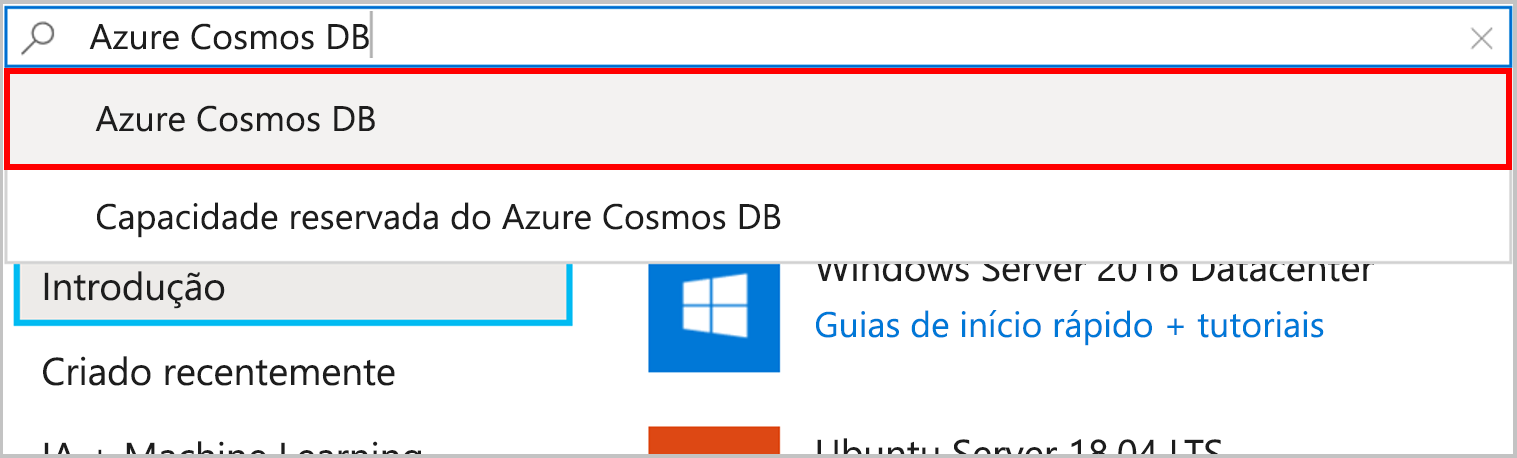 Azure Cosmos DB
Azure Cosmos DB
Capacidade reservada do Azure Cosmos DB
Introdução
Windows Server 2016 Datacenter
Guias de início rápido + tutoriais
Criado recentemente
IA + Machine Learning
Ubuntu Server 18.04 LTS